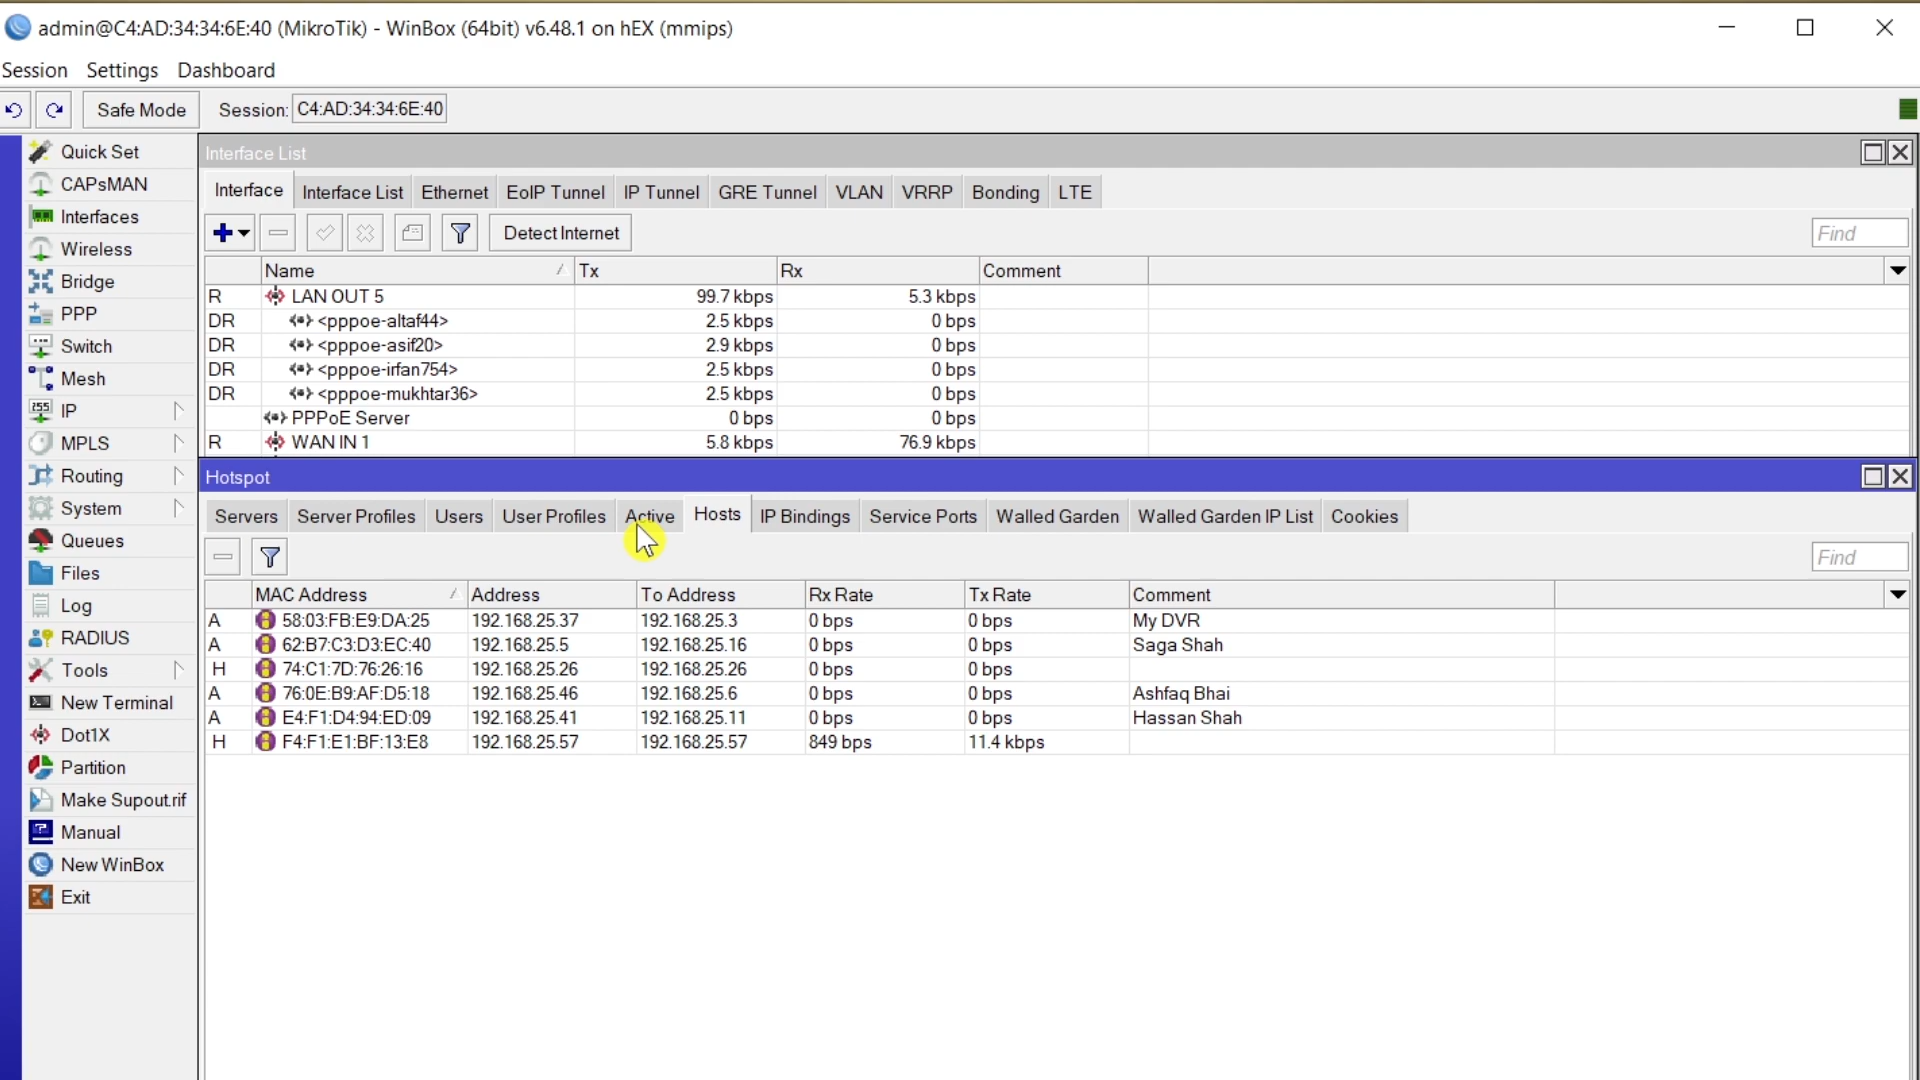 admin@C4:AD:34:34:6E:40 (MikroTik) - WinBox (64bit) v6.48.1 on hEX (mmips)
Session Settings Dashboard
Safe Mode Session: C4:AD:34:34:6E:40
Quick Set
CAPsMAN
Interfaces
Wireless
Bridge
PPP
Switch
Mesh
IP
MPLS
Routing
System
Queues
Files
Log
RADIUS
Tools
New Terminal
Dot1X
Partition
Make Supout.rif
Manual
New WinBox
Exit
Interface List
Interface Interface List Ethernet EoIP Tunnel IP Tunnel GRE Tunnel VLAN VRRP Bonding LTE
Detect Internet Find
Name Tx Rx Comment
R LAN OUT 5 99.7 kbps 5.3 kbps
DR <pppoe-altaf44> 2.5 kbps 0 bps
DR <pppoe-asif20> 2.9 kbps 0 bps
DR <pppoe-irfan754> 2.5 kbps 0 bps
DR <pppoe-mukhtar36> 2.5 kbps 0 bps
PPPoE Server 0 bps 0 bps
R WAN IN 1 5.8 kbps 76.9 kbps
Hotspot
Servers Server Profiles Users User Profiles Active Hosts IP Bindings Service Ports Walled Garden Walled Garden IP List Cookies
Find
MAC Address Address To Address Rx Rate Tx Rate Comment
A 58:03:FB:E9:DA:25 192.168.25.37 192.168.25.3 0 bps 0 bps My DVR
A 62:B7:C3:D3:EC:40 192.168.25.5 192.168.25.16 0 bps 0 bps Saga Shah
H 74:C1:7D:76:26:16 192.168.25.26 192.168.25.26 0 bps 0 bps
A 76:0E:B9:AF:D5:18 192.168.25.46 192.168.25.6 0 bps 0 bps Ashfaq Bhai
A E4:F1:D4:94:ED:09 192.168.25.41 192.168.25.11 0 bps 0 bps Hassan Shah
H F4:F1:E1:BF:13:E8 192.168.25.57 192.168.25.57 849 bps 11.4 kbps